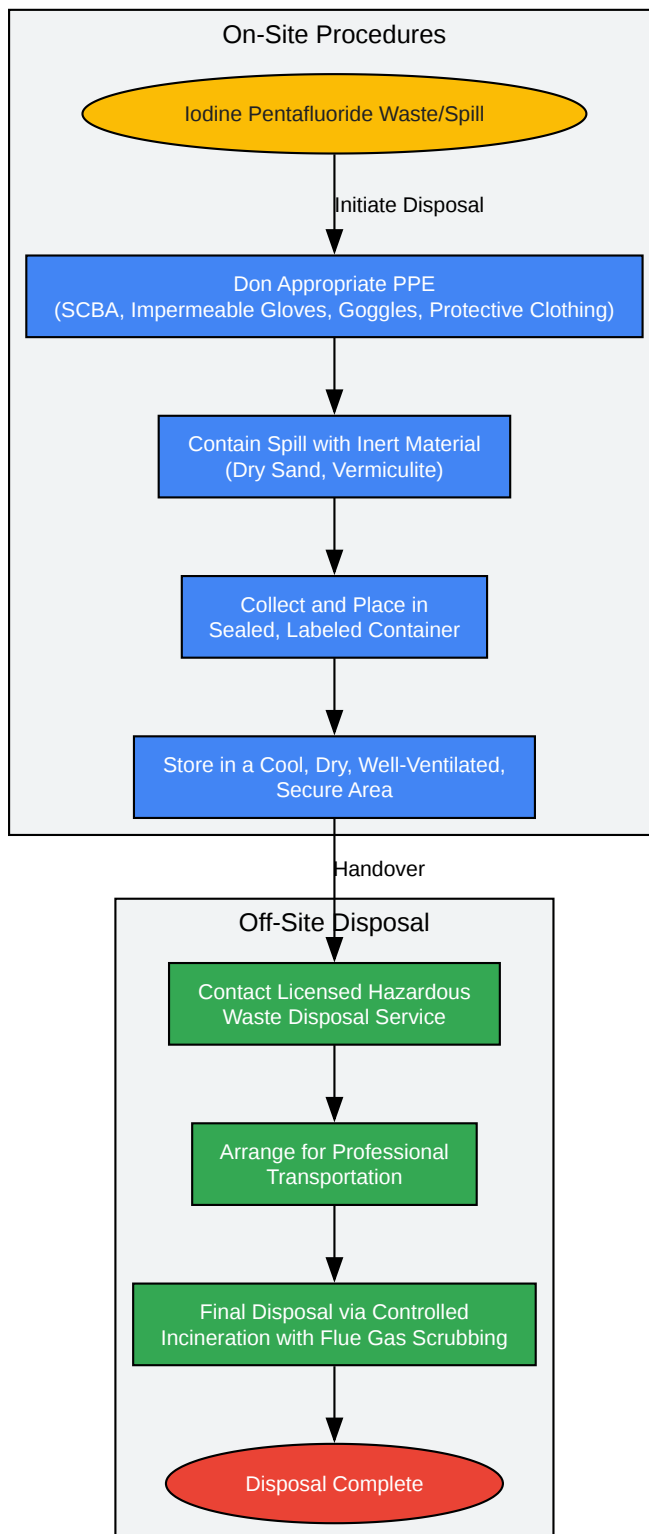 On-Site Procedures
Iodine Pentafluoride Waste/Spill
Initiate Disposal
Don Appropriate PPE
(SCBA, Impermeable Gloves, Goggles, Protective Clothing)
Contain Spill with Inert Material
(Dry Sand, Vermiculite)
Collect and Place in
Sealed, Labeled Container
Store in a Cool, Dry, Well-Ventilated,
Secure Area
Handover
Off-Site Disposal
Contact Licensed Hazardous
Waste Disposal Service
Arrange for Professional
Transportation
Final Disposal via Controlled
Incineration with Flue Gas Scrubbing
Disposal Complete